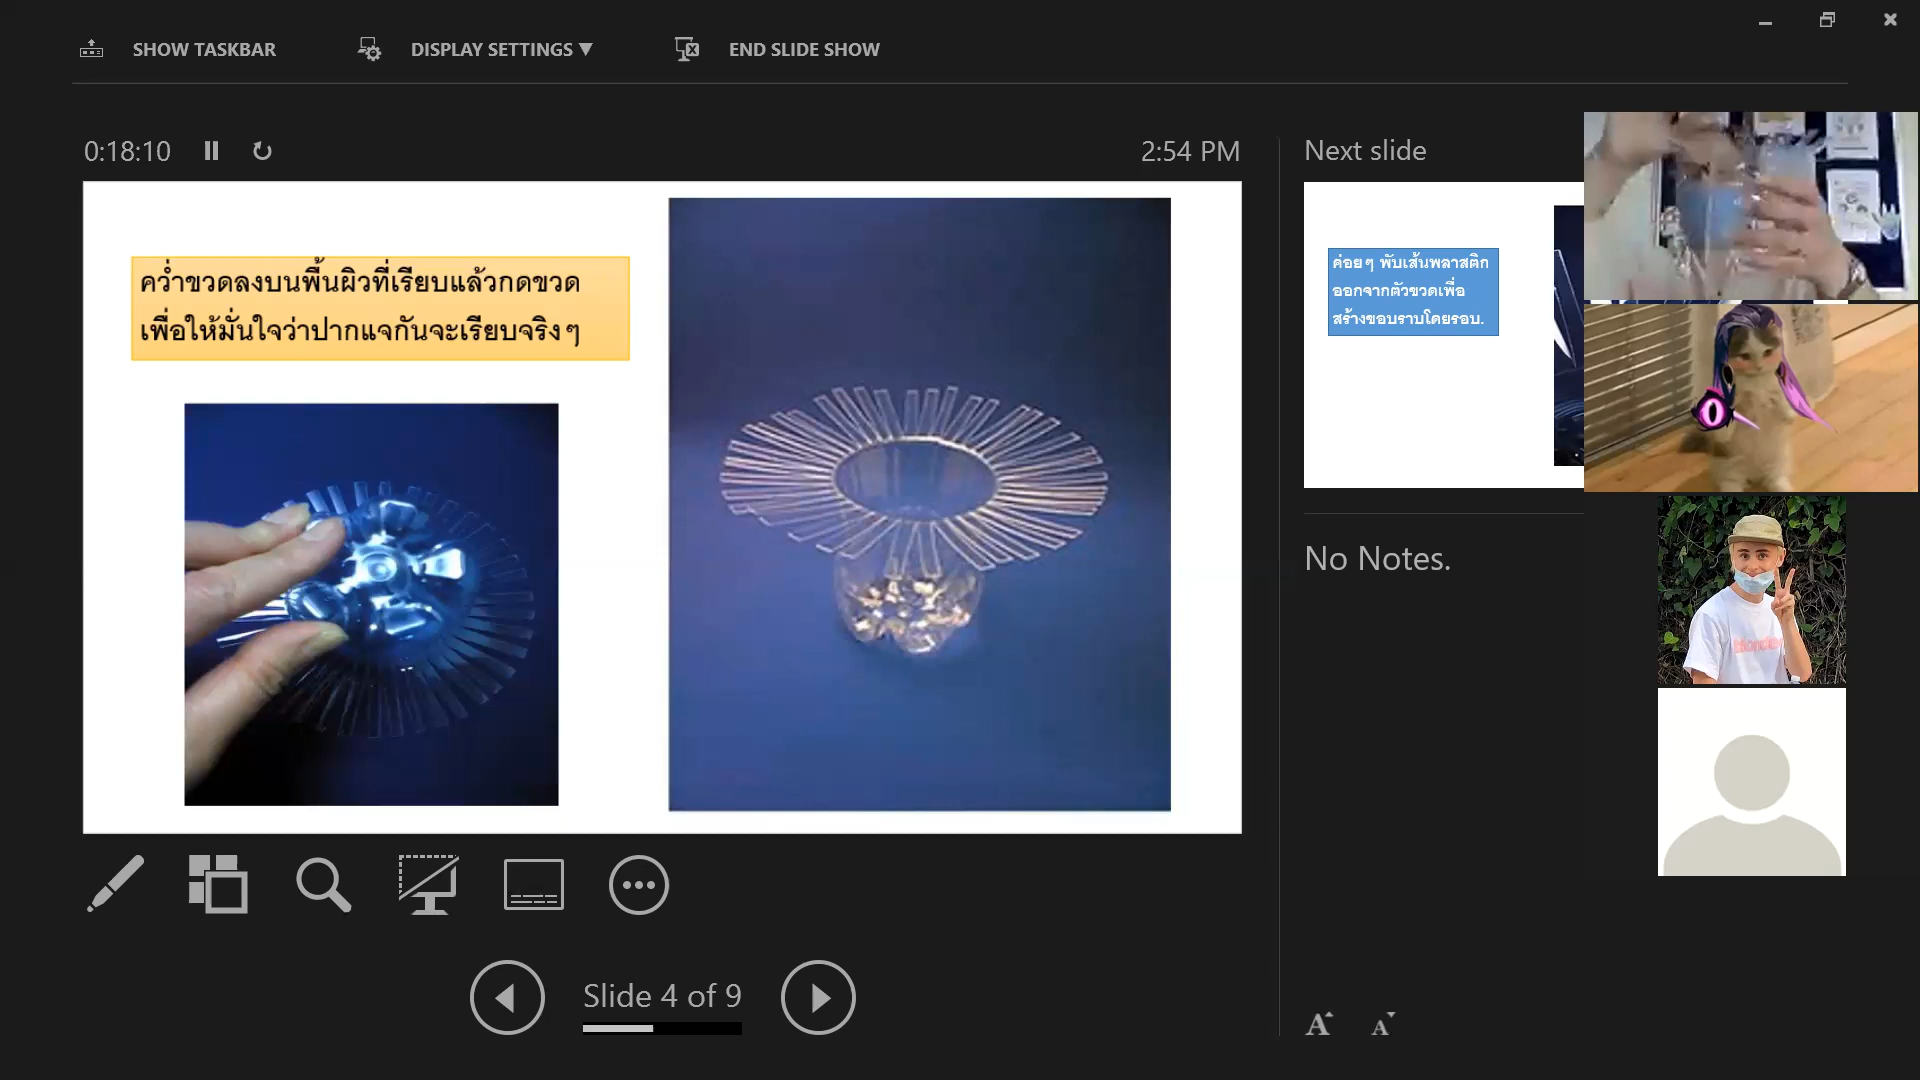 SHOW TASKBAR
DISPLAY SETTINGS ▼
END SLIDE SHOW
0:18:10
2:54 PM
Next slide
คว่ำขวดลงบนพื้นผิวที่เรียบแล้วกดขวด
เพื่อให้มั่นใจว่าปากแจกันจะเรียบจริงๆ
ค่อยๆ พับเส้นพลาสติก
ออกจากตัวขวดเพื่อ
สร้างขอบราบโดยรอบ.
No Notes.
Slide 4 of 9
A A